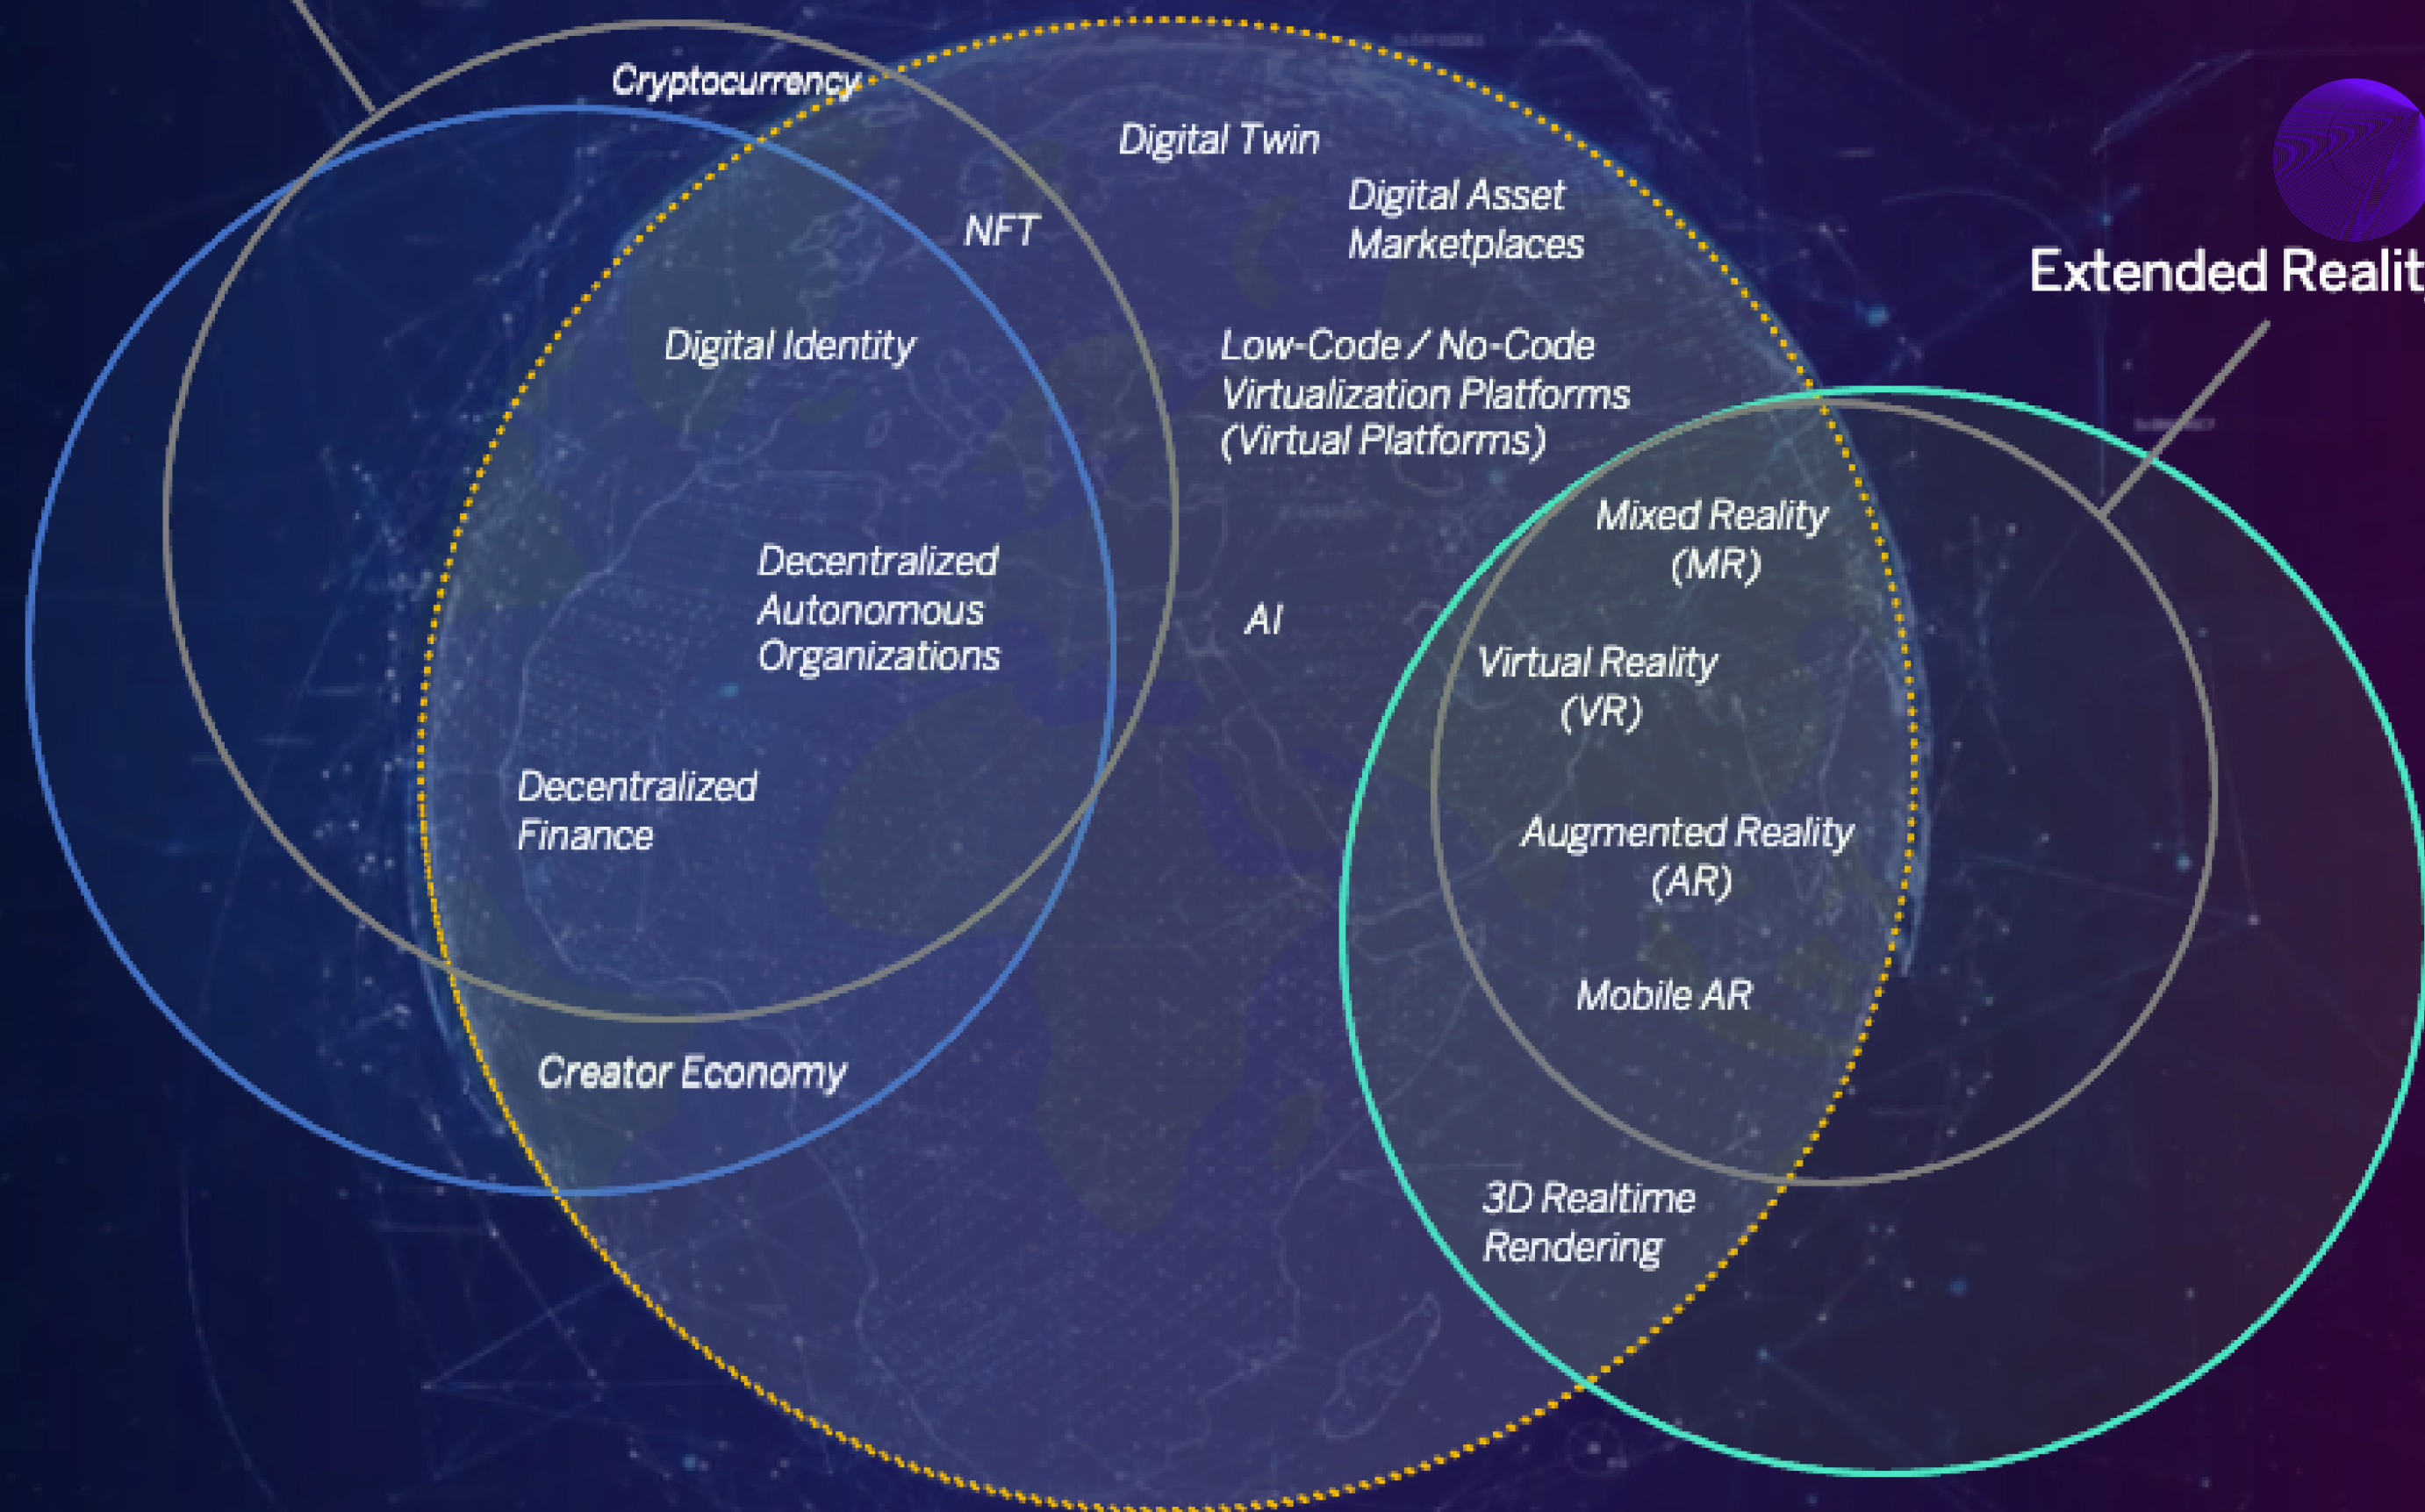 Cryptocurrency
Digital Twin
Digital Asset
Marketplaces
NFT
Extended Realit
Digital Identity
Low-Code / No-Code
Virtualization Platforms
(Virtual Platforms)
Mixed Reality
(MR)
Decentralized
Autonomous
Organizations
AI
Virtual Reality
(VR)
Decentralized
Finance
Augmented Reality
(AR)
Mobile AR
Creator Economy
3D Realtime
Rendering